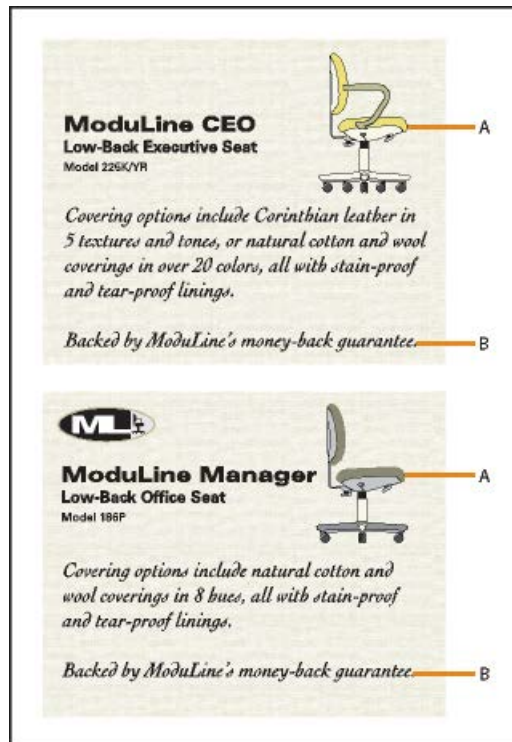 ModuLine CEO
Low-Back Executive Seat
Model 225K/YR
A
Covering options include Corinthian leather in
5 textures and tones, or natural cotton and wool
coverings in over 20 colors, all with stain-proof
and tear-proof linings.
Backed by ModuLine's money-back guarantee.
B
ML
ModuLine Manager
A
Low-Back Office Seat
Model 186P
Covering options include natural cotton and
wool coverings in 8 hues, all with stain-proof
and tear-proof linings.
Backed by ModuLine's money-back guarantee.
B